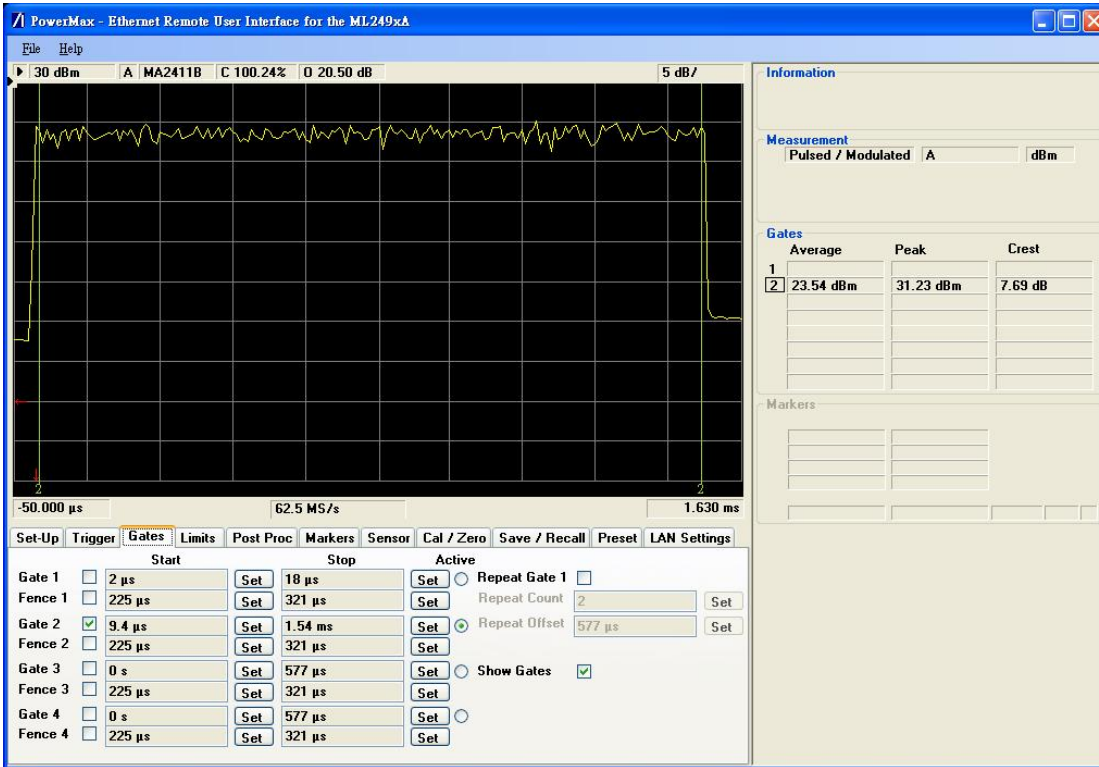 PowerMax - Ethernet Remote User Interface for the ML249xA
File Help
30 dBm A MA2411B C 100.24% O 20.50 dB 5 dB/
2 2
-50.000 µs 62.5 MS/s 1.630 ms
Information
Measurement
Pulsed / Modulated A dBm
Gates
Average Peak Crest
1
2 23.54 dBm 31.23 dBm 7.69 dB
Markers
Set-Up Trigger Gates Limits Post Proc Markers Sensor Cal / Zero Save / Recall Preset LAN Settings
Start Stop Active
Gate 1 2 µs Set 18 µs Set Repeat Gate 1
Fence 1 225 µs Set 321 µs Set Repeat Count 2 Set
Gate 2 9.4 µs Set 1.54 ms Set Repeat Offset 577 µs Set
Fence 2 225 µs Set 321 µs Set
Gate 3 0 s Set 577 µs Set Show Gates
Fence 3 225 µs Set 321 µs Set
Gate 4 0 s Set 577 µs Set
Fence 4 225 µs Set 321 µs Set